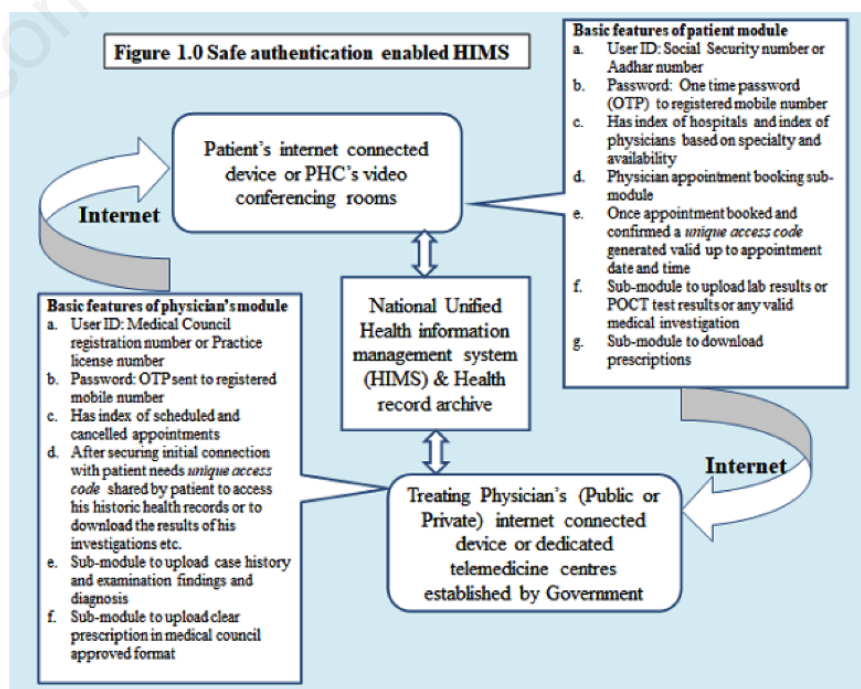 Figure 1.0 Safe authentication enabled HIMS
Patient's internet connected
device or PHC's video
conferencing rooms
Internet
Basic features of patient module
a. User ID: Social Security number or
Aadhar number
b. Password: One time password
(OTP) to registered mobile number
c. Has index of hospitals and index of
physicians based on specialty and
availability
d. Physician appointment booking sub-
module
e. Once appointment booked and
confirmed a unique access code
generated valid up to appointment
date and time
f. Sub-module to upload lab results or
POCT test results or any valid
medical investigation
g. Sub-module to download
prescriptions
National Unified
Health information
management system
(HIMS) & Health
record archive
Basic features of physician's module
a. User ID: Medical Council
registration number or Practice
license number
b. Password: OTP sent to registered
mobile number
c. Has index of scheduled and
cancelled appointments
d. After securing initial connection
with patient needs unique access
code shared by patient to access
his historic health records or to
download the results of his
investigations etc.
e. Sub-module to upload case history
and examination findings and
diagnosis
f. Sub-module to upload clear
prescription in medical council
approved format
Internet
Treating Physician's (Public or
Private) internet connected
device or dedicated
telemedicine centres
established by Government